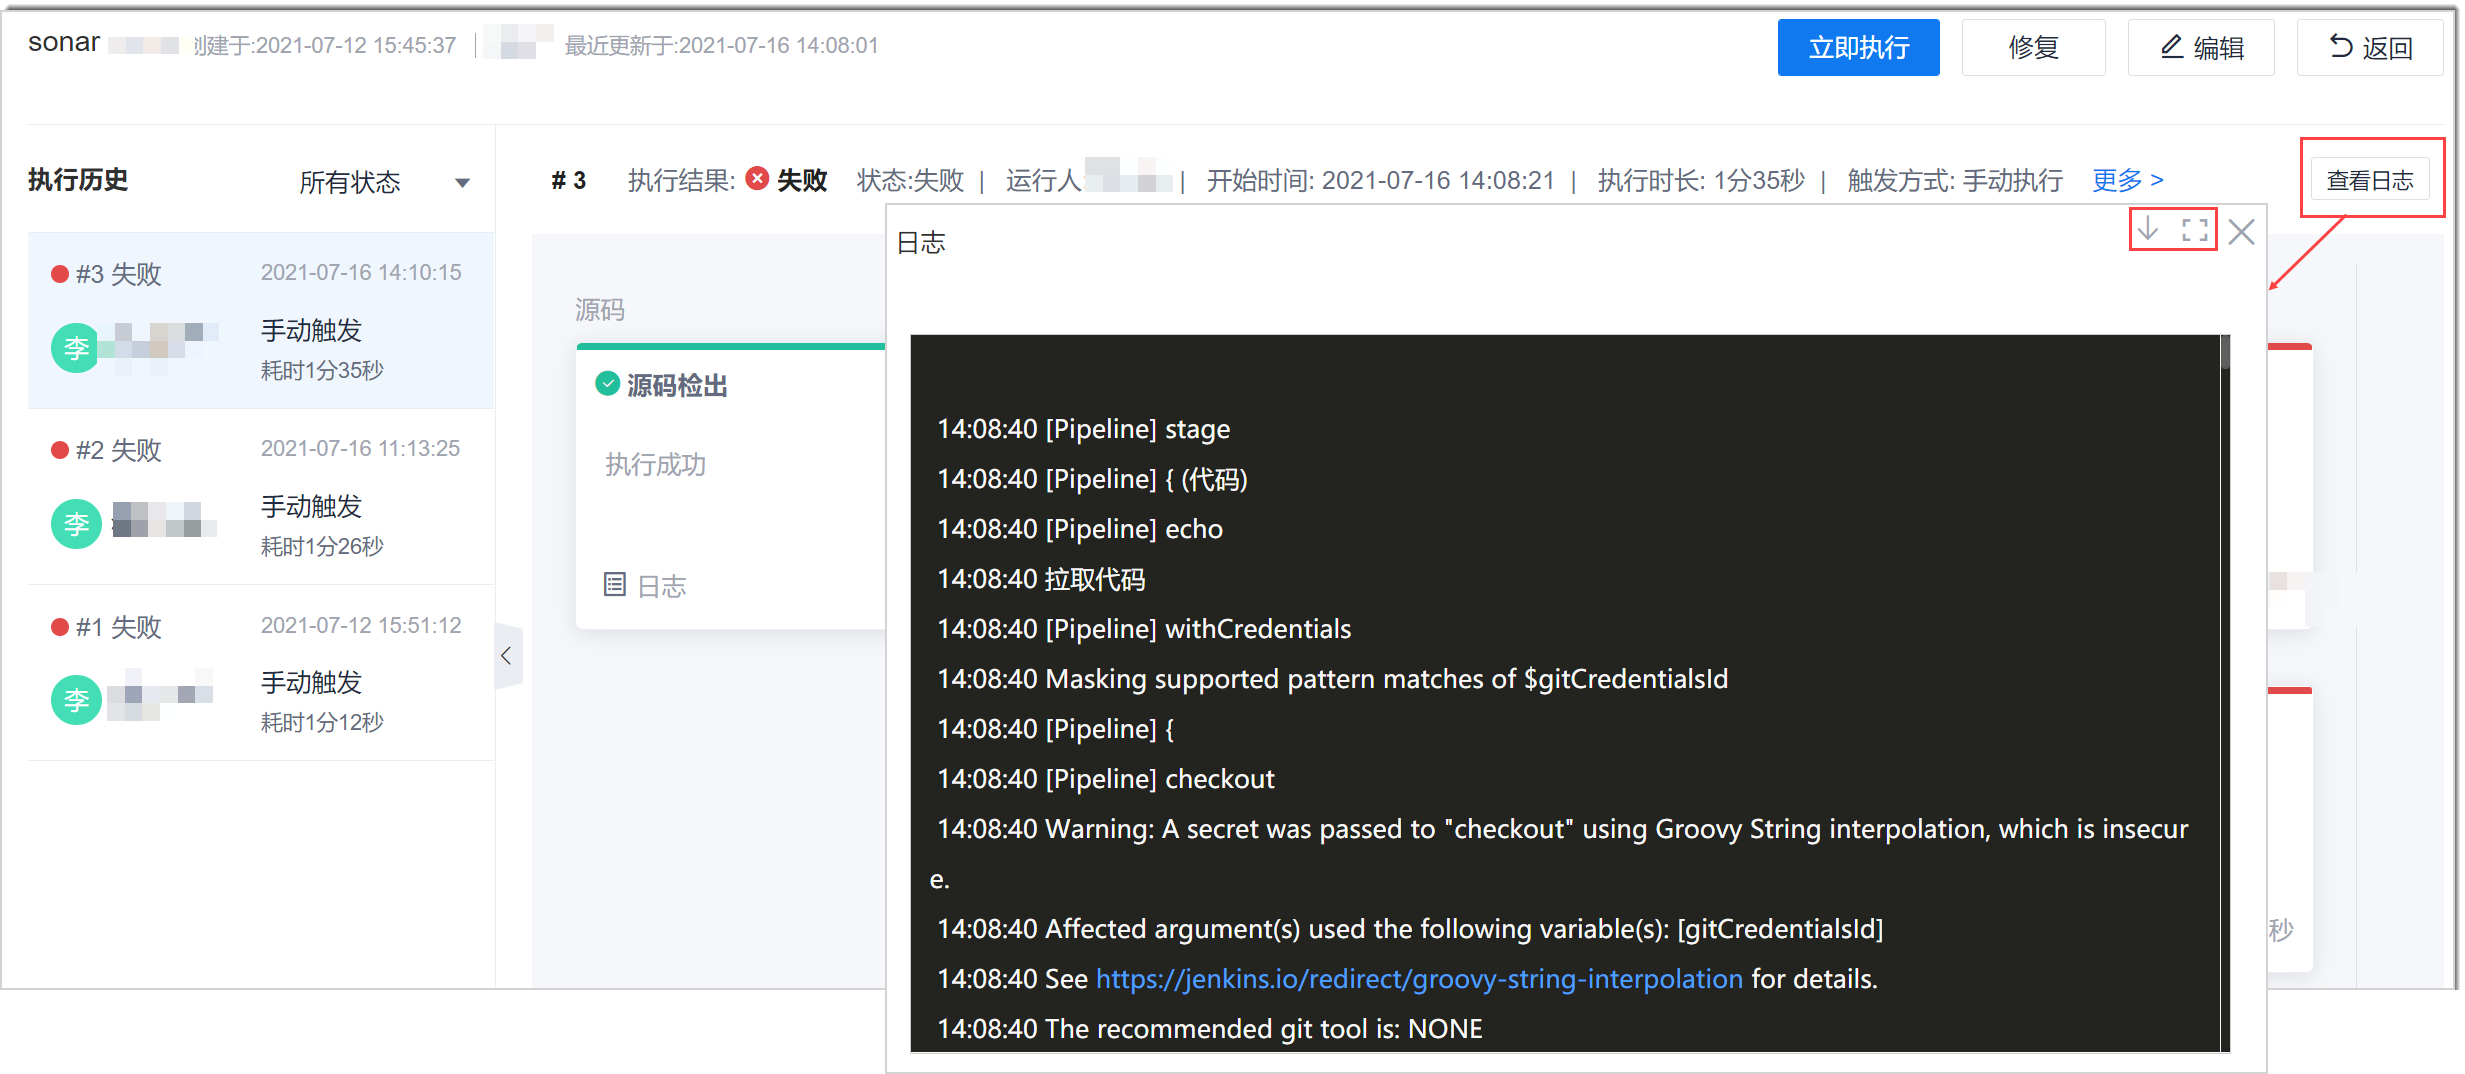 sonar 创建于:2021-07-12 15:45:37 最近更新于:2021-07-16 14:08:01
立即执行 修复 编辑 返回
执行历史 所有状态
# 3 执行结果: 失败 状态:失败 | 运行人 | 开始时间: 2021-07-16 14:08:21 | 执行时长: 1分35秒 | 触发方式: 手动执行 更多 >
查看日志
#3 失败 2021-07-16 14:10:15
李 手动触发
耗时1分35秒
#2 失败 2021-07-16 11:13:25
李 手动触发
耗时1分26秒
#1 失败 2021-07-12 15:51:12
李 手动触发
耗时1分12秒
源码
源码检出
执行成功
日志
日志
14:08:40 [Pipeline] stage
14:08:40 [Pipeline] { (代码)
14:08:40 [Pipeline] echo
14:08:40 拉取代码
14:08:40 [Pipeline] withCredentials
14:08:40 Masking supported pattern matches of $gitCredentialsId
14:08:40 [Pipeline] {
14:08:40 [Pipeline] checkout
14:08:40 Warning: A secret was passed to "checkout" using Groovy String interpolation, which is insecur
e.
14:08:40 Affected argument(s) used the following variable(s): [gitCredentialsId]
14:08:40 See https://jenkins.io/redirect/groovy-string-interpolation for details.
14:08:40 The recommended git tool is: NONE
秒